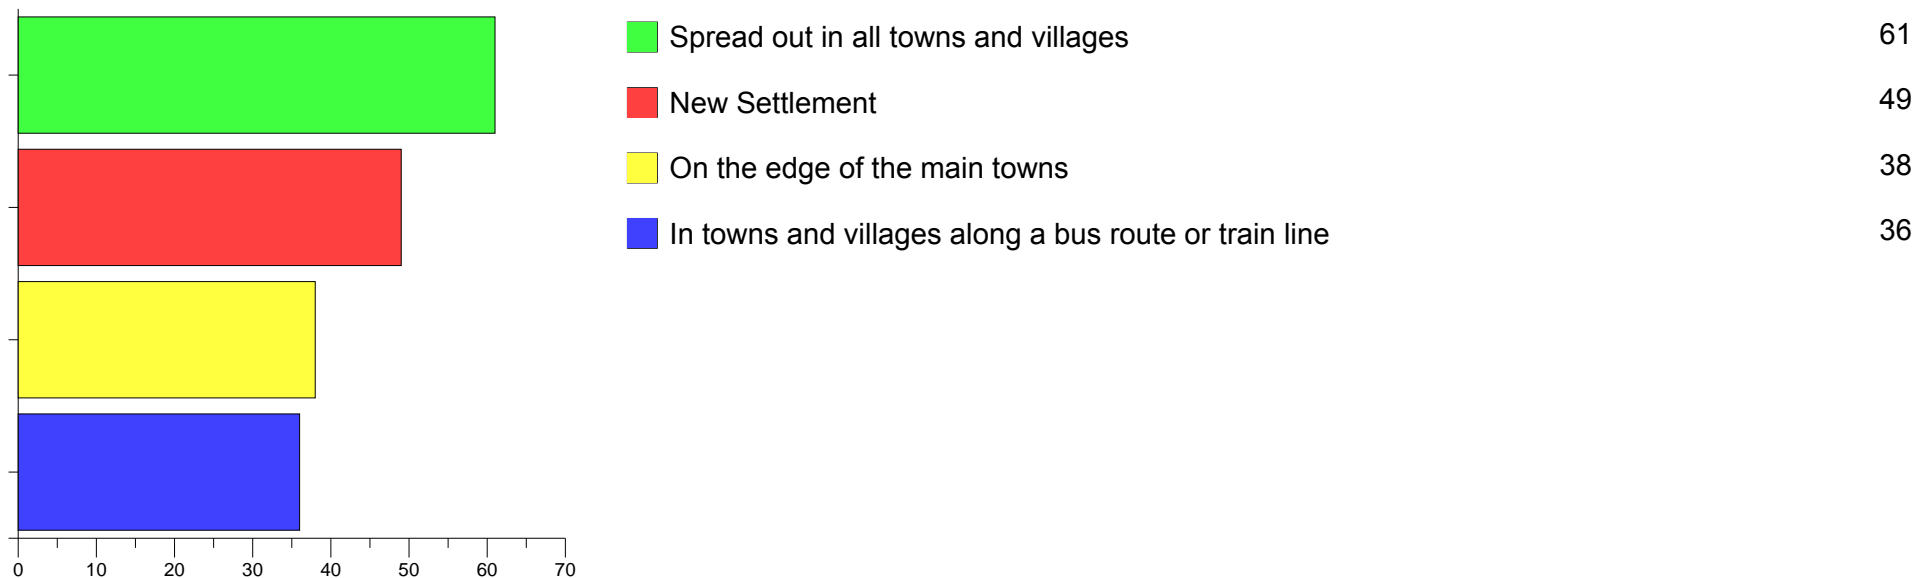 Spread out in all towns and villages 61
New Settlement 49
On the edge of the main towns 38
In towns and villages along a bus route or train line 36
0 10 20 30 40 50 60 70